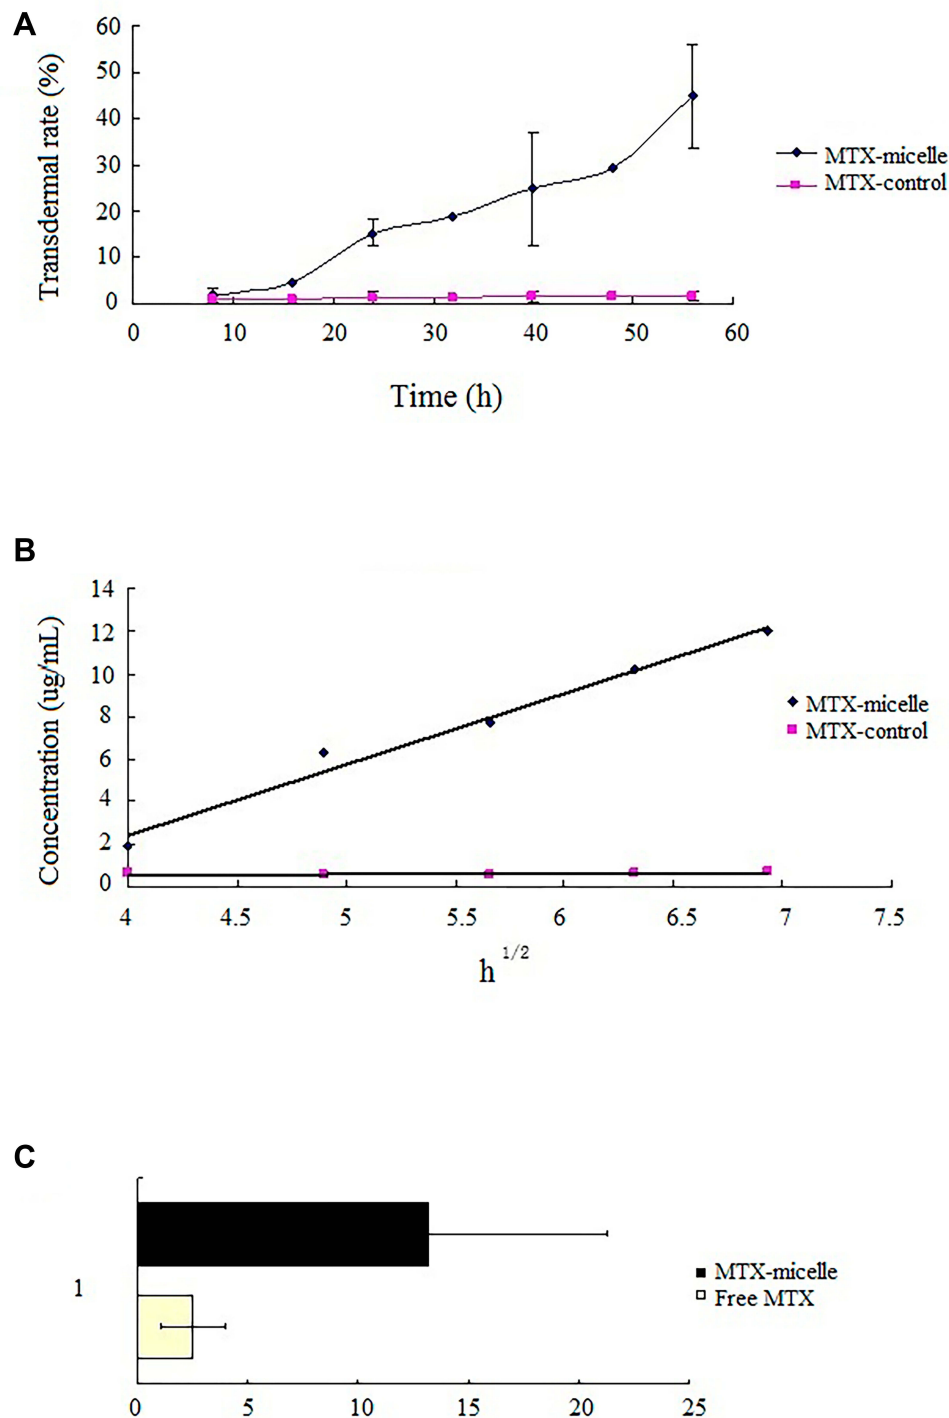 A
Transdermal rate (%)
60
50
40
30
20
10
0
0 10 20 30 40 50 60
Time (h)
MTX-micelle
MTX-control
B
Concentration (ug/mL)
14
12
10
8
6
4
2
0
4 4.5 5 5.5 6 6.5 7 7.5
h 1/2
MTX-micelle
MTX-control
C
1
0 5 10 15 20 25
MTX-micelle
Free MTX